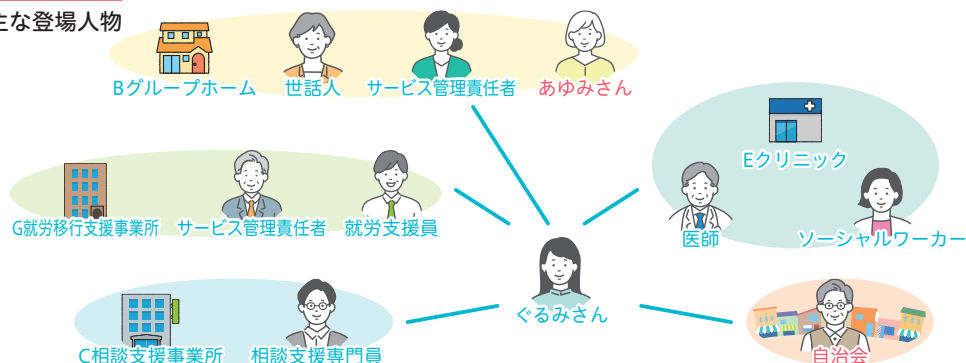 主な登場人物
Bグループホーム 世話人 サービス管理責任者 あゆみさん
Eクリニック
医師 ソーシャルワーカー
G就労移行支援事業所 サービス管理責任者 就労支援員
ぐるみさん
C相談支援事業所 相談支援専門員
自治会